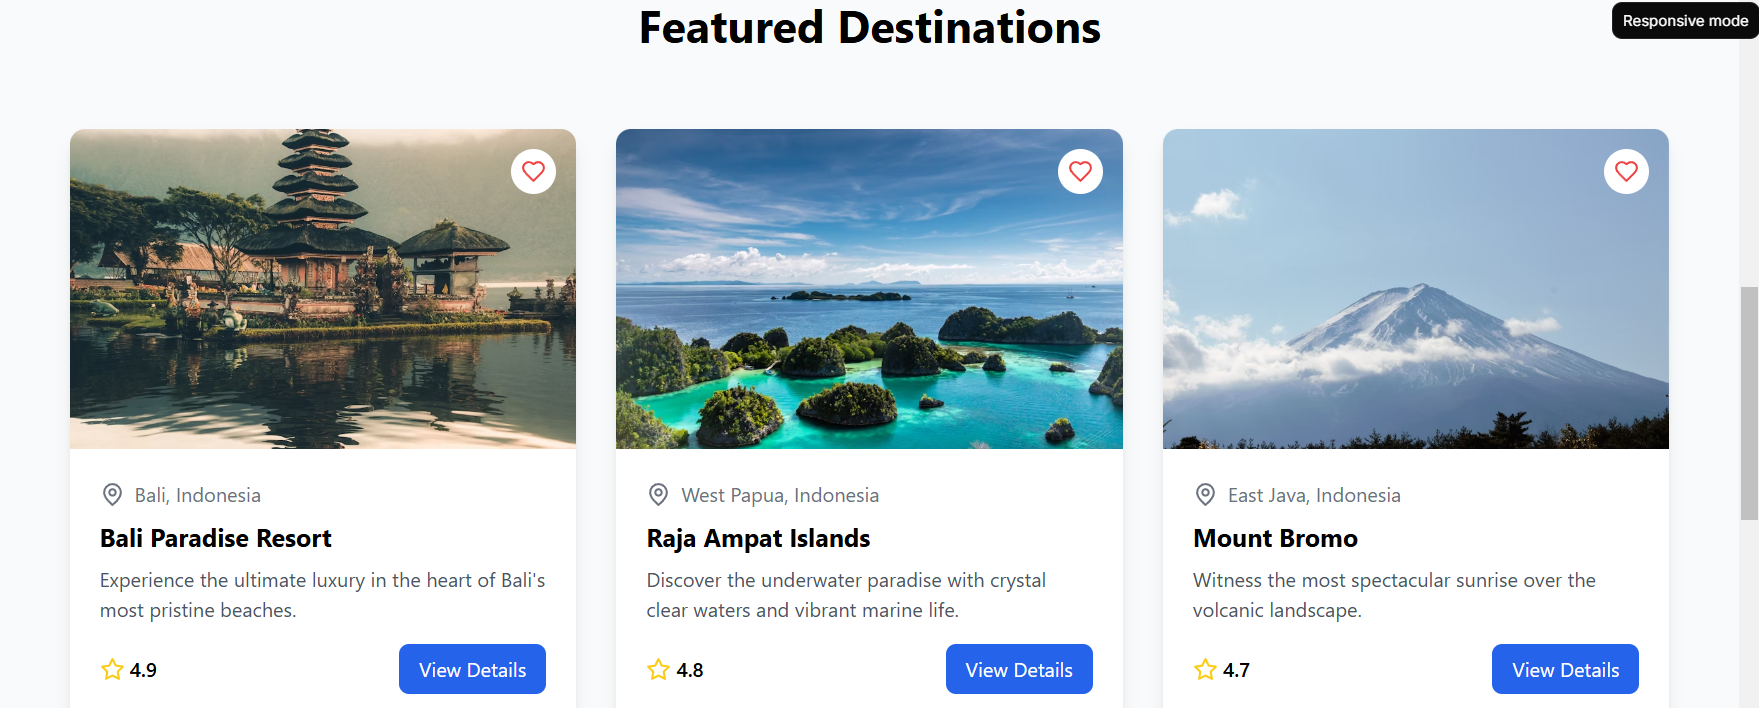 Featured Destinations
Responsive mode
Bali, Indonesia
Bali Paradise Resort
Experience the ultimate luxury in the heart of Bali's
most pristine beaches.
4.9
View Details
West Papua, Indonesia
Raja Ampat Islands
Discover the underwater paradise with crystal
clear waters and vibrant marine life.
4.8
View Details
East Java, Indonesia
Mount Bromo
Witness the most spectacular sunrise over the
volcanic landscape.
4.7
View Details